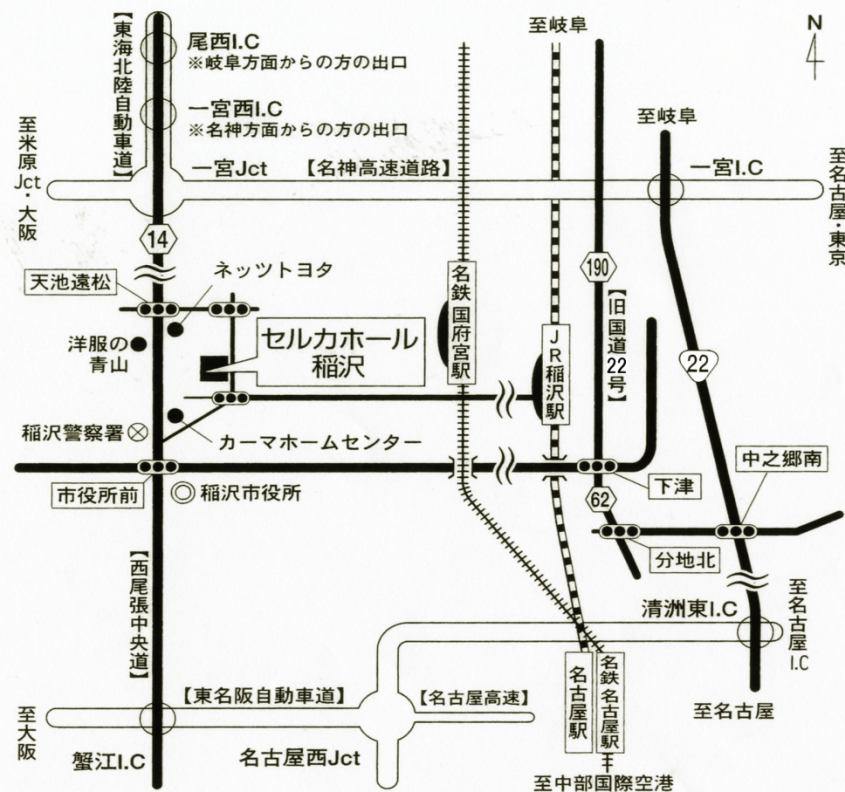 【東海北陸自動車道】
尾西I.C
※岐阜方面からの方の出口
一宮西I.C
※名神方面からの方の出口
至岐阜
N
至岐阜
至米原
Jct・大阪
一宮Jct
【名神高速道路】
一宮I.C
至名古屋・東京
14
190
天池遠松
ネッツトヨタ
名鉄 国府宮駅
【旧国道22号】
22
洋服の
青山
セルカホール
稲沢
JR稲沢駅
稲沢警察署
カーマホームセンター
市役所前
稲沢市役所
下津
中之郷南
62
分地北
【西尾張中央道】
清洲東I.C
至名古屋I.C
【東名阪自動車道】
【名古屋高速】
名古屋駅
名鉄 名古屋駅
至名古屋
至大阪
蟹江I.C
名古屋西Jct
至中部国際空港